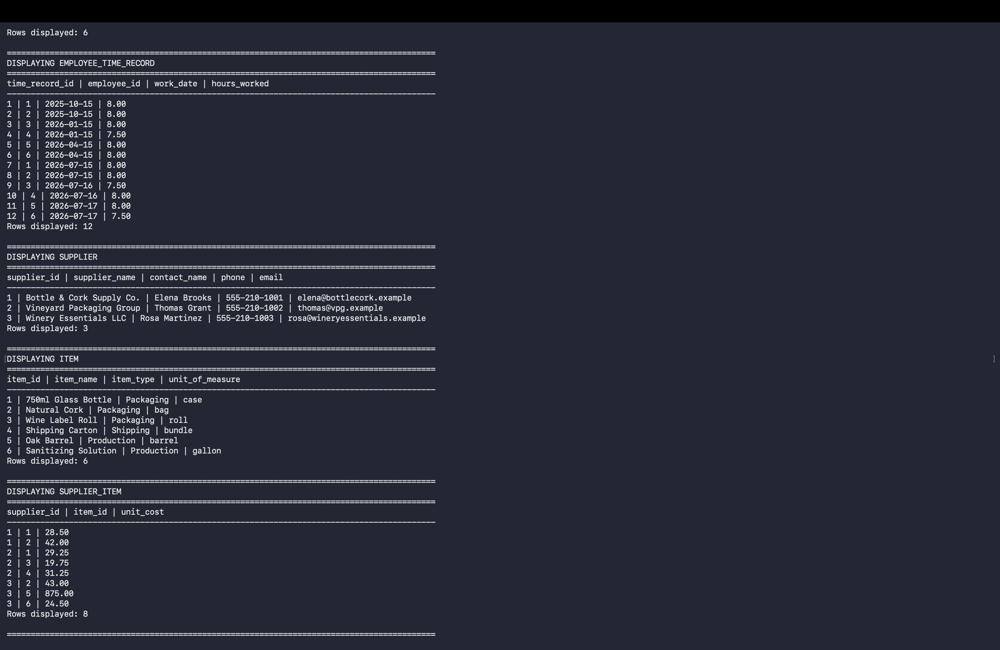 Rows displayed: 6
==========================================================================================
DISPLAYING EMPLOYEE_TIME_RECORD
==========================================================================================
time_record_id | employee_id | work_date | hours_worked
------------------------------------------------------------------------------------------
1 | 1 | 2025-10-15 | 8.00
2 | 2 | 2025-10-15 | 8.00
3 | 3 | 2026-01-15 | 8.00
4 | 4 | 2026-01-15 | 7.50
5 | 5 | 2026-04-15 | 8.00
6 | 6 | 2026-04-15 | 8.00
7 | 1 | 2026-07-15 | 8.00
8 | 2 | 2026-07-15 | 8.00
9 | 3 | 2026-07-16 | 7.50
10 | 4 | 2026-07-16 | 8.00
11 | 5 | 2026-07-17 | 8.00
12 | 6 | 2026-07-17 | 7.50
Rows displayed: 12
==========================================================================================
DISPLAYING SUPPLIER
==========================================================================================
supplier_id | supplier_name | contact_name | phone | email
------------------------------------------------------------------------------------------
1 | Bottle & Cork Supply Co. | Elena Brooks | 555-210-1001 | elena@bottlecork.example
2 | Vineyard Packaging Group | Thomas Grant | 555-210-1002 | thomas@vpg.example
3 | Winery Essentials LLC | Rosa Martinez | 555-210-1003 | rosa@wineryessentials.example
Rows displayed: 3
==========================================================================================
[DISPLAYING ITEM ]
==========================================================================================
item_id | item_name | item_type | unit_of_measure
------------------------------------------------------------------------------------------
1 | 750ml Glass Bottle | Packaging | case
2 | Natural Cork | Packaging | bag
3 | Wine Label Roll | Packaging | roll
4 | Shipping Carton | Shipping | bundle
5 | Oak Barrel | Production | barrel
6 | Sanitizing Solution | Production | gallon
Rows displayed: 6
==========================================================================================
DISPLAYING SUPPLIER_ITEM
==========================================================================================
supplier_id | item_id | unit_cost
------------------------------------------------------------------------------------------
1 | 1 | 28.50
1 | 2 | 42.00
2 | 1 | 29.25
2 | 3 | 19.75
2 | 4 | 31.25
3 | 2 | 43.00
3 | 5 | 875.00
3 | 6 | 24.50
Rows displayed: 8
==========================================================================================